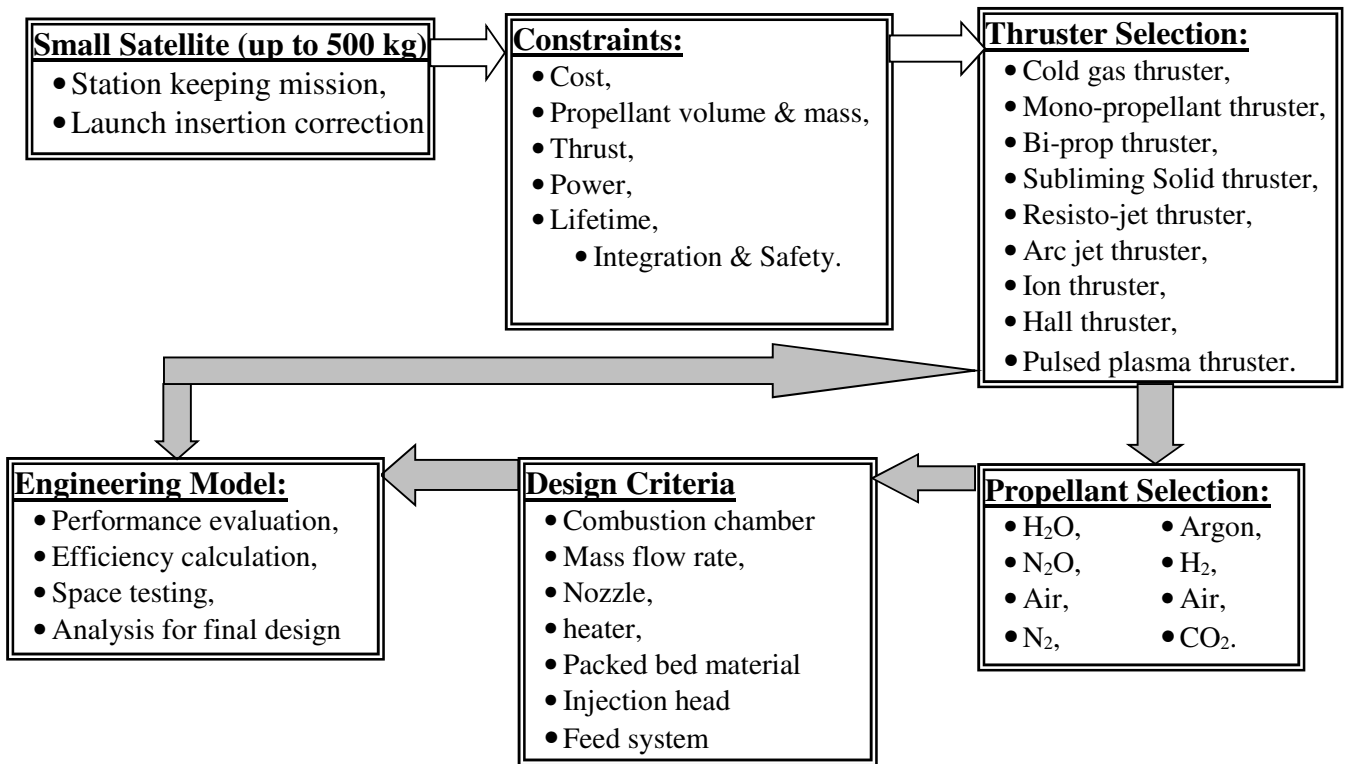 Small Satellite (up to 500 kg)
• Station keeping mission,
• Launch insertion correction
Constraints:
• Cost,
• Propellant volume & mass,
• Thrust,
• Power,
• Lifetime,
• Integration & Safety.
Thruster Selection:
• Cold gas thruster,
• Mono-propellant thruster,
• Bi-prop thruster,
• Subliming Solid thruster,
• Resisto-jet thruster,
• Arc jet thruster,
• Ion thruster,
• Hall thruster,
• Pulsed plasma thruster.
Engineering Model:
• Performance evaluation,
• Efficiency calculation,
• Space testing,
• Analysis for final design
Design Criteria
• Combustion chamber
• Mass flow rate,
• Nozzle,
• heater,
• Packed bed material
• Injection head
• Feed system
Propellant Selection:
• H₂O, • Argon,
• N₂O, • H₂,
• Air, • Air,
• N₂, • CO₂.